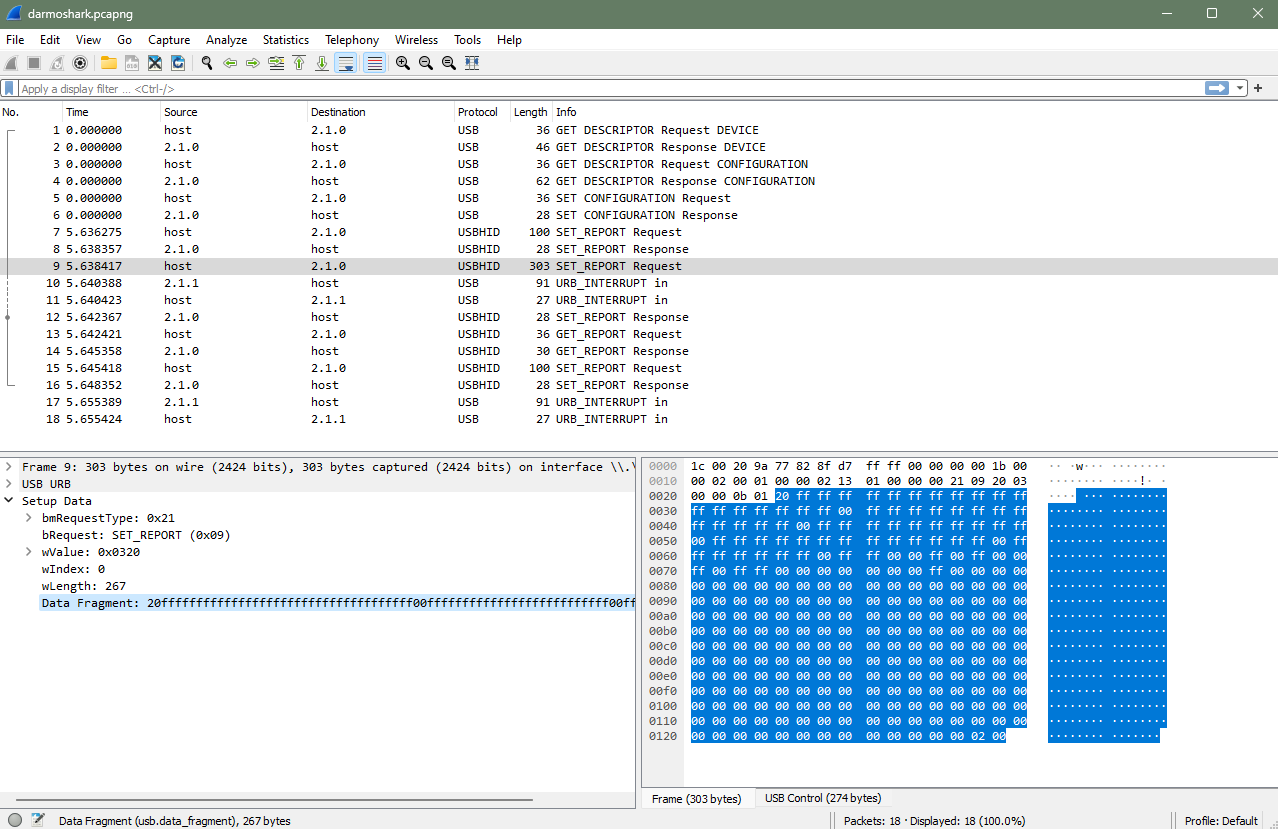 darmoshark.pcapng
File Edit View Go Capture Analyze Statistics Telephony Wireless Tools Help
Apply a display filter ... <Ctrl-/>
No. Time Source Destination Protocol Length Info
1 0.000000 host 2.1.0 USB 36 GET DESCRIPTOR Request DEVICE
2 0.000000 2.1.0 host USB 46 GET DESCRIPTOR Response DEVICE
3 0.000000 host 2.1.0 USB 36 GET DESCRIPTOR Request CONFIGURATION
4 0.000000 2.1.0 host USB 62 GET DESCRIPTOR Response CONFIGURATION
5 0.000000 host 2.1.0 USB 36 SET CONFIGURATION Request
6 0.000000 2.1.0 host USB 28 SET CONFIGURATION Response
7 5.636275 host 2.1.0 USBHID 100 SET_REPORT Request
8 5.638357 2.1.0 host USBHID 28 SET_REPORT Response
9 5.638417 host 2.1.0 USBHID 303 SET_REPORT Request
10 5.640388 2.1.1 host USB 91 URB_INTERRUPT in
11 5.640423 host 2.1.1 USB 27 URB_INTERRUPT in
12 5.642367 2.1.0 host USBHID 28 SET_REPORT Response
13 5.642421 host 2.1.0 USBHID 36 GET_REPORT Request
14 5.645358 2.1.0 host USBHID 30 GET_REPORT Response
15 5.645418 host 2.1.0 USBHID 100 SET_REPORT Request
16 5.648352 2.1.0 host USBHID 28 SET_REPORT Response
17 5.655389 2.1.1 host USB 91 URB_INTERRUPT in
18 5.655424 host 2.1.1 USB 27 URB_INTERRUPT in
Frame 9: 303 bytes on wire (2424 bits), 303 bytes captured (2424 bits) on interface \\.\
USB URB
Setup Data
bmRequestType: 0x21
bRequest: SET_REPORT (0x09)
wValue: 0x0320
wIndex: 0
wLength: 267
Data Fragment: 20ffffffffffffffffffffffffffffffffffff00ffffffffffffffffffffffffff00ff
0000 1c 00 20 9a 77 82 8f d7 ff ff 00 00 00 00 1b 00 ·· ·w··· ········
0010 00 02 00 01 00 00 02 13 01 00 00 00 21 09 20 03 ········ ····!· ·
0020 00 00 0b 01 20 ff ff ff ff ff ff ff ff ff ff ff ···· ··· ········
0030 ff ff ff ff ff ff ff 00 ff ff ff ff ff ff ff ff ········ ········
0040 ff ff ff ff ff 00 ff ff ff ff ff ff ff ff ff ff ········ ········
0050 00 ff ff ff ff ff ff ff ff ff ff ff ff ff 00 ff ········ ········
0060 ff ff ff ff ff ff 00 ff ff 00 00 ff 00 ff 00 00 ········ ········
0070 ff 00 ff 00 00 00 00 00 00 00 00 ff 00 00 00 00 ········ ········
0080 00 00 00 00 00 00 00 00 00 00 00 00 00 00 00 00 ········ ········
0090 00 00 00 00 00 00 00 00 00 00 00 00 00 00 00 00 ········ ········
00a0 00 00 00 00 00 00 00 00 00 00 00 00 00 00 00 00 ········ ········
00b0 00 00 00 00 00 00 00 00 00 00 00 00 00 00 00 00 ········ ········
00c0 00 00 00 00 00 00 00 00 00 00 00 00 00 00 00 00 ········ ········
00d0 00 00 00 00 00 00 00 00 00 00 00 00 00 00 00 00 ········ ········
00e0 00 00 00 00 00 00 00 00 00 00 00 00 00 00 00 00 ········ ········
00f0 00 00 00 00 00 00 00 00 00 00 00 00 00 00 00 00 ········ ········
0100 00 00 00 00 00 00 00 00 00 00 00 00 00 00 00 00 ········ ········
0110 00 00 00 00 00 00 00 00 00 00 00 00 00 00 00 00 ········ ········
0120 00 00 00 00 00 00 00 00 00 00 00 00 00 02 00 ········ ·······
Frame (303 bytes) USB Control (274 bytes)
Data Fragment (usb.data_fragment), 267 bytes Packets: 18 · Displayed: 18 (100.0%) Profile: Default